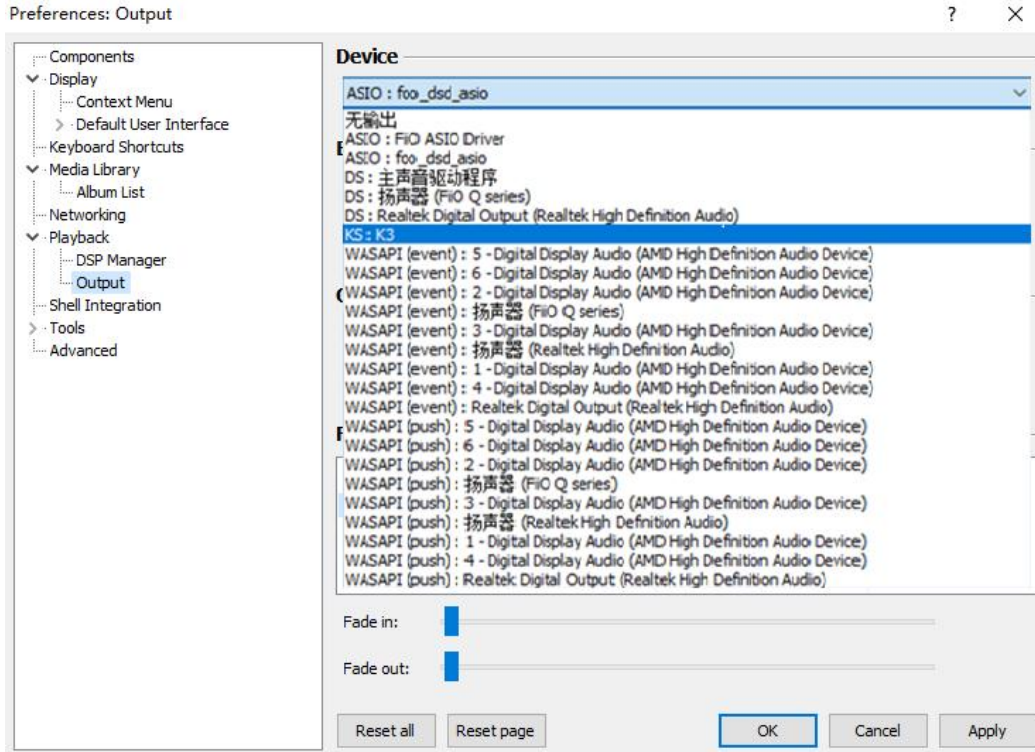 Preferences: Output
?
Components
Display
Context Menu
Default User Interface
Keyboard Shortcuts
Media Library
Album List
Networking
Playback
DSP Manager
Output
Shell Integration
Tools
Advanced
Device
ASIO : foo_dsd_asio
无输出
ASIO : FiiO ASIO Driver
ASIO : foo_dsd_asio
DS : 主声音驱动程序
DS : 扬声器 (FiiO Q series)
DS : Realtek Digital Output (Realtek High Definition Audio)
KS : K3
WASAPI (event) : 5 - Digital Display Audio (AMD High Definition Audio Device)
WASAPI (event) : 6 - Digital Display Audio (AMD High Definition Audio Device)
WASAPI (event) : 2 - Digital Display Audio (AMD High Definition Audio Device)
WASAPI (event) : 扬声器 (FiiO Q series)
WASAPI (event) : 3 - Digital Display Audio (AMD High Definition Audio Device)
WASAPI (event) : 扬声器 (Realtek High Definition Audio)
WASAPI (event) : 1 - Digital Display Audio (AMD High Definition Audio Device)
WASAPI (event) : 4 - Digital Display Audio (AMD High Definition Audio Device)
WASAPI (event) : Realtek Digital Output (Realtek High Definition Audio)
WASAPI (push) : 5 - Digital Display Audio (AMD High Definition Audio Device)
WASAPI (push) : 6 - Digital Display Audio (AMD High Definition Audio Device)
WASAPI (push) : 2 - Digital Display Audio (AMD High Definition Audio Device)
WASAPI (push) : 扬声器 (FiiO Q series)
WASAPI (push) : 3 - Digital Display Audio (AMD High Definition Audio Device)
WASAPI (push) : 扬声器 (Realtek High Definition Audio)
WASAPI (push) : 1 - Digital Display Audio (AMD High Definition Audio Device)
WASAPI (push) : 4 - Digital Display Audio (AMD High Definition Audio Device)
WASAPI (push) : Realtek Digital Output (Realtek High Definition Audio)
Fade in:
Fade out:
Reset all
Reset page
OK
Cancel
Apply